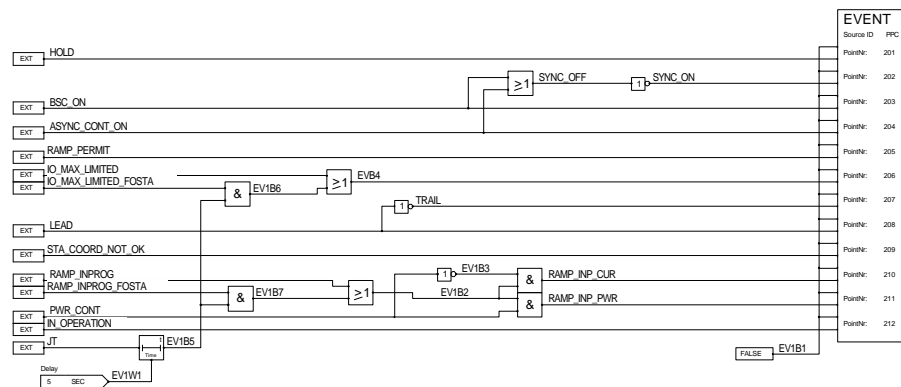 EVENT
Source ID PPC
EXT HOLD PointNr: 201
≥1 SYNC_OFF 1 SYNC_ON PointNr: 202
EXT BSC_ON PointNr: 203
EXT ASYNC_CONT_ON PointNr: 204
EXT RAMP_PERMIT PointNr: 205
EXT IO_MAX_LIMITED
EXT IO_MAX_LIMITED_FOSTA & EV1B6 ≥1 EVB4 PointNr: 206
1 TRAIL PointNr: 207
EXT LEAD PointNr: 208
EXT STA_COORD_NOT_OK PointNr: 209
EXT RAMP_INPROG 1 EV1B3 & RAMP_INP_CUR PointNr: 210
EXT RAMP_INPROG_FOSTA & EV1B7 ≥1 EV1B2 & RAMP_INP_PWR PointNr: 211
EXT PWR_CONT
EXT IN_OPERATION PointNr: 212
EXT JT t Time EV1B5 FALSE EV1B1
Delay
5 SEC EV1W1